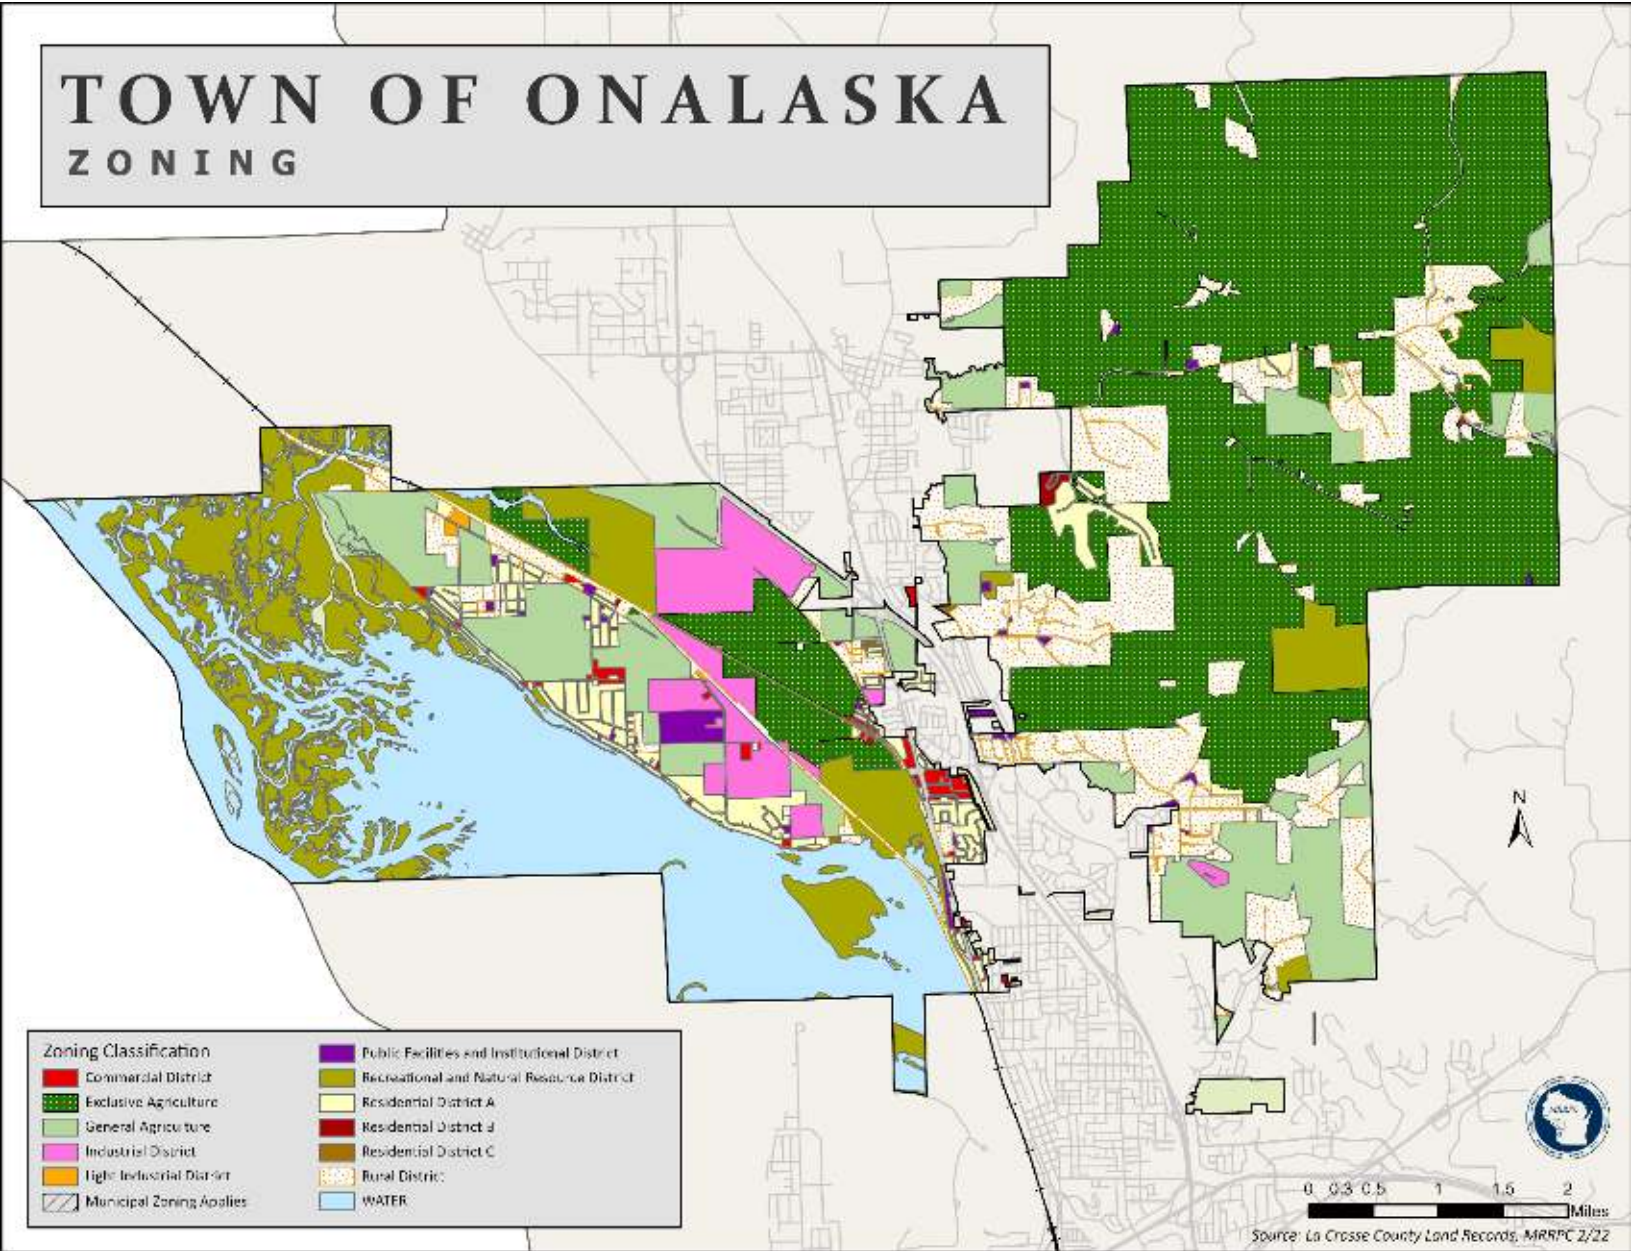 TOWN OF ONALASKA
ZONING
N
Zoning Classification
Commercial District
Exclusive Agriculture
General Agriculture
Industrial District
Light Industrial District
Municipal Zoning Applies
Public Facilities and Institutional District
Recreational and Natural Resource District
Residential District A
Residential District B
Residential District C
Rural District
WATER
MRRPC
0 0.3 0.5 1 1.5 2
Miles
Source: La Crosse County Land Records, MRRPC 2/22